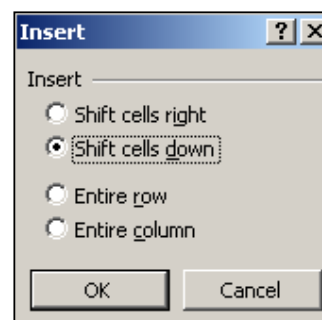 Insert ? X
Insert
Shift cells right
Shift cells down
Entire row
Entire column
OK Cancel